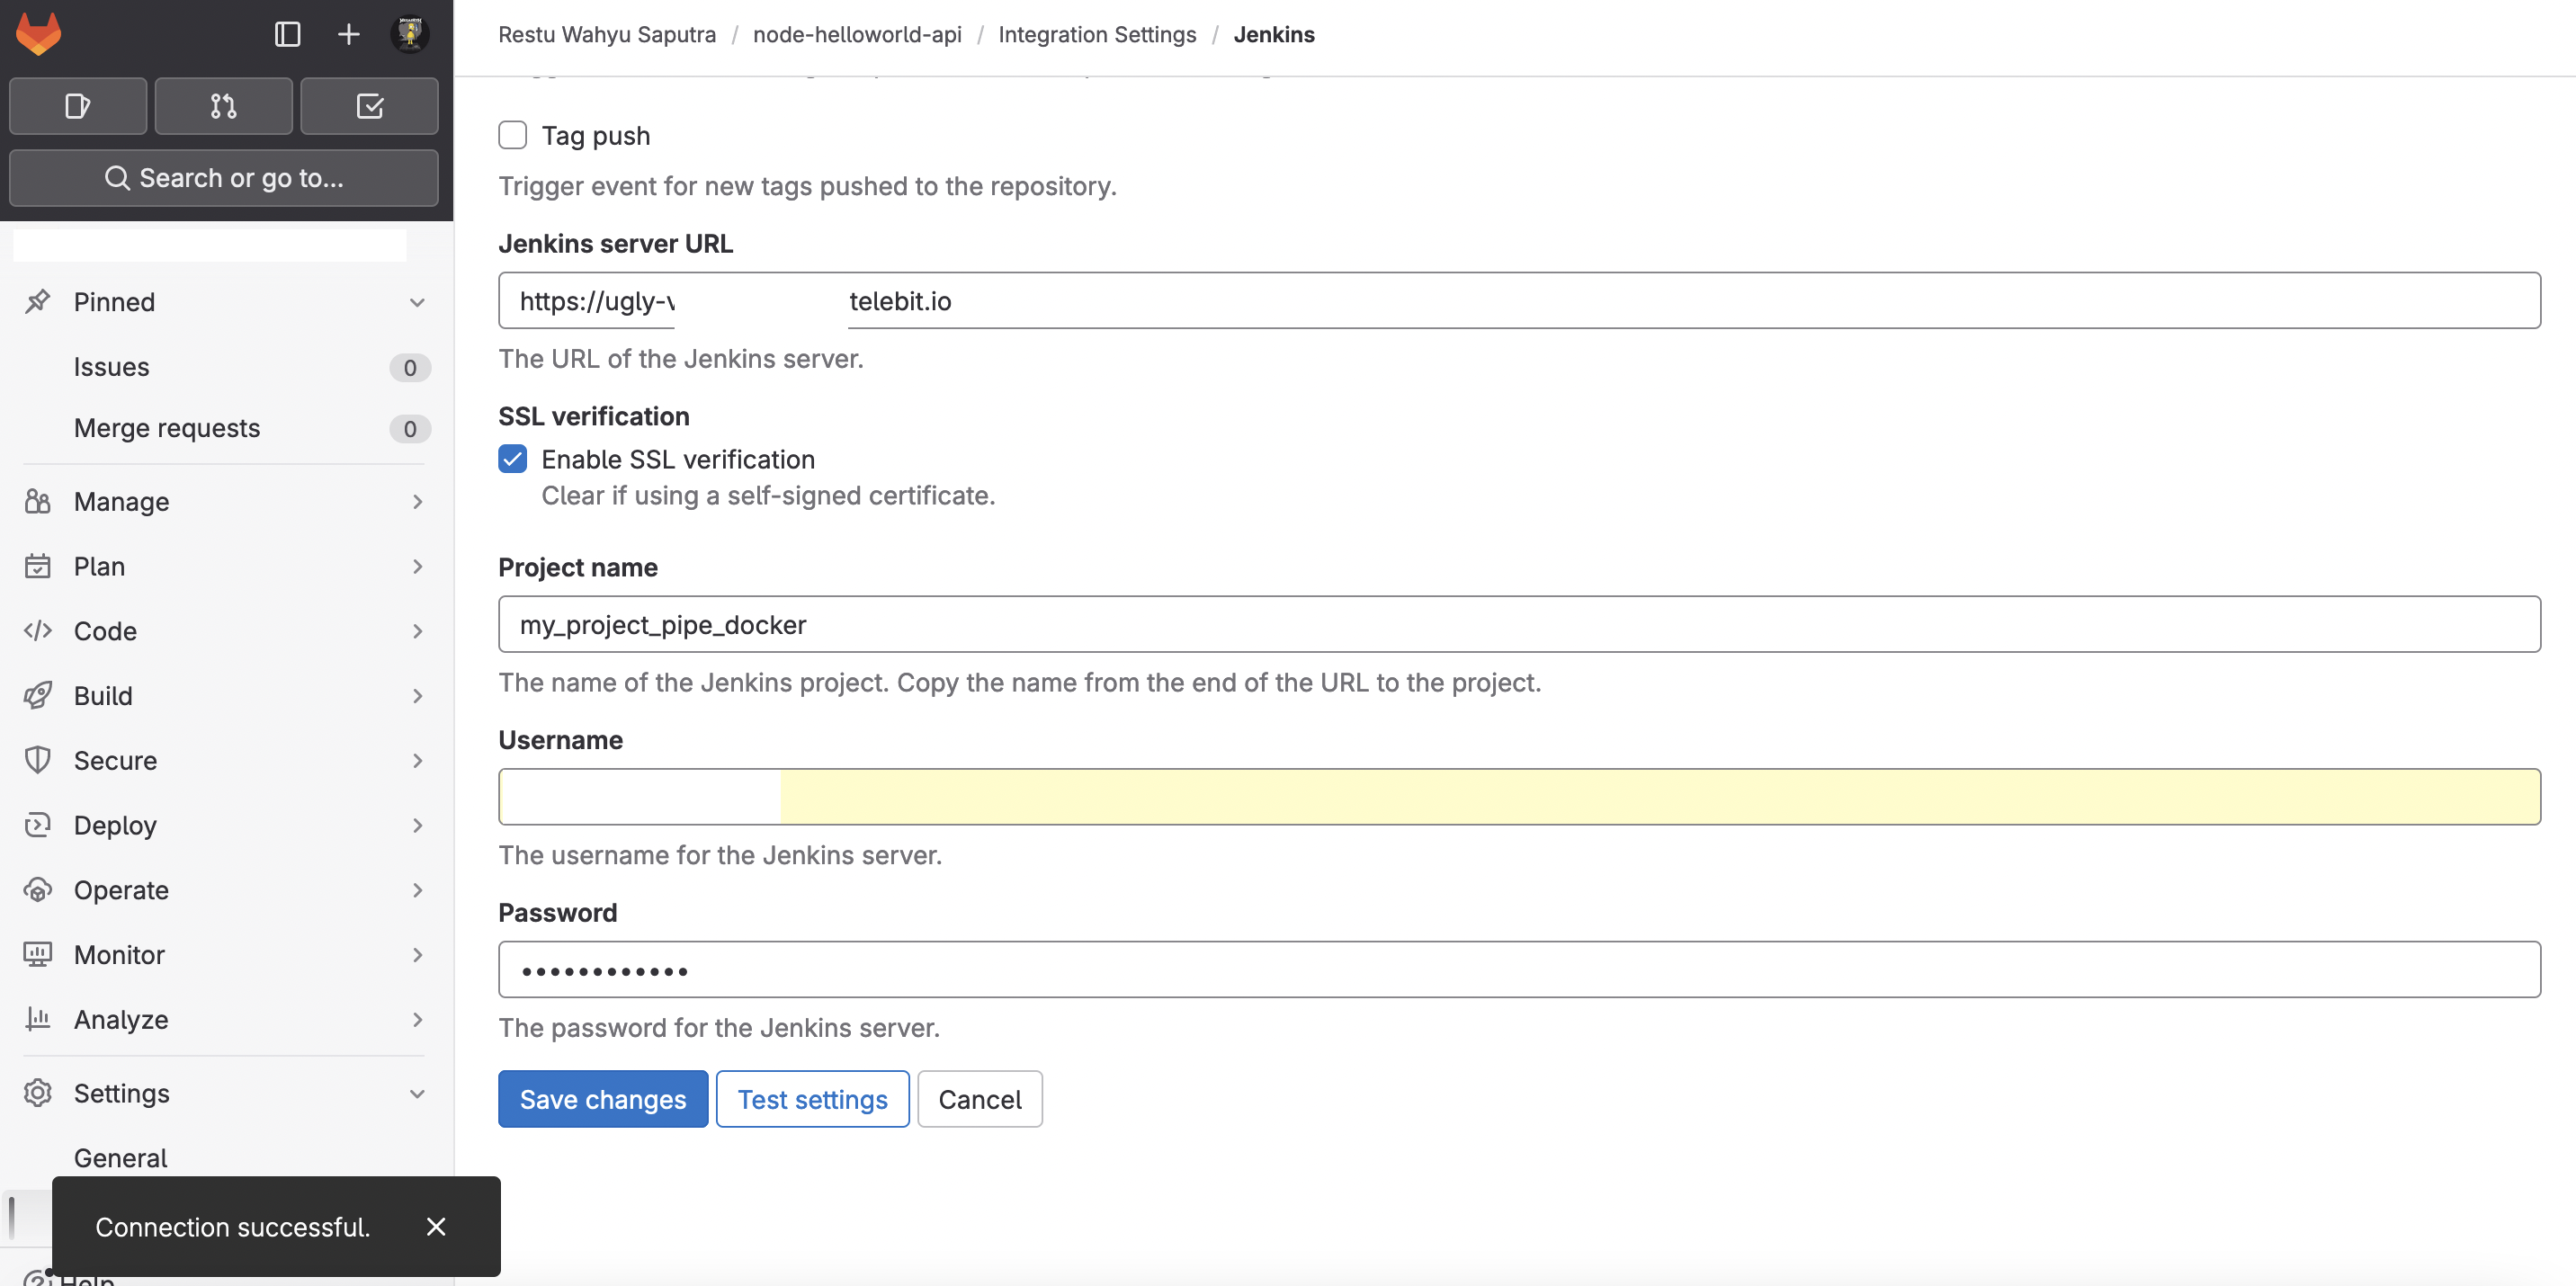 Restu Wahyu Saputra / node-helloworld-api / Integration Settings / Jenkins
Search or go to...
Pinned
Issues 0
Merge requests 0
Manage
Plan
Code
Build
Secure
Deploy
Operate
Monitor
Analyze
Settings
General
Help
Connection successful.
Tag push
Trigger event for new tags pushed to the repository.
Jenkins server URL
https://ugly-v telebit.io
The URL of the Jenkins server.
SSL verification
Enable SSL verification
Clear if using a self-signed certificate.
Project name
my_project_pipe_docker
The name of the Jenkins project. Copy the name from the end of the URL to the project.
Username
The username for the Jenkins server.
Password
••••••••••••
The password for the Jenkins server.
Save changes Test settings Cancel